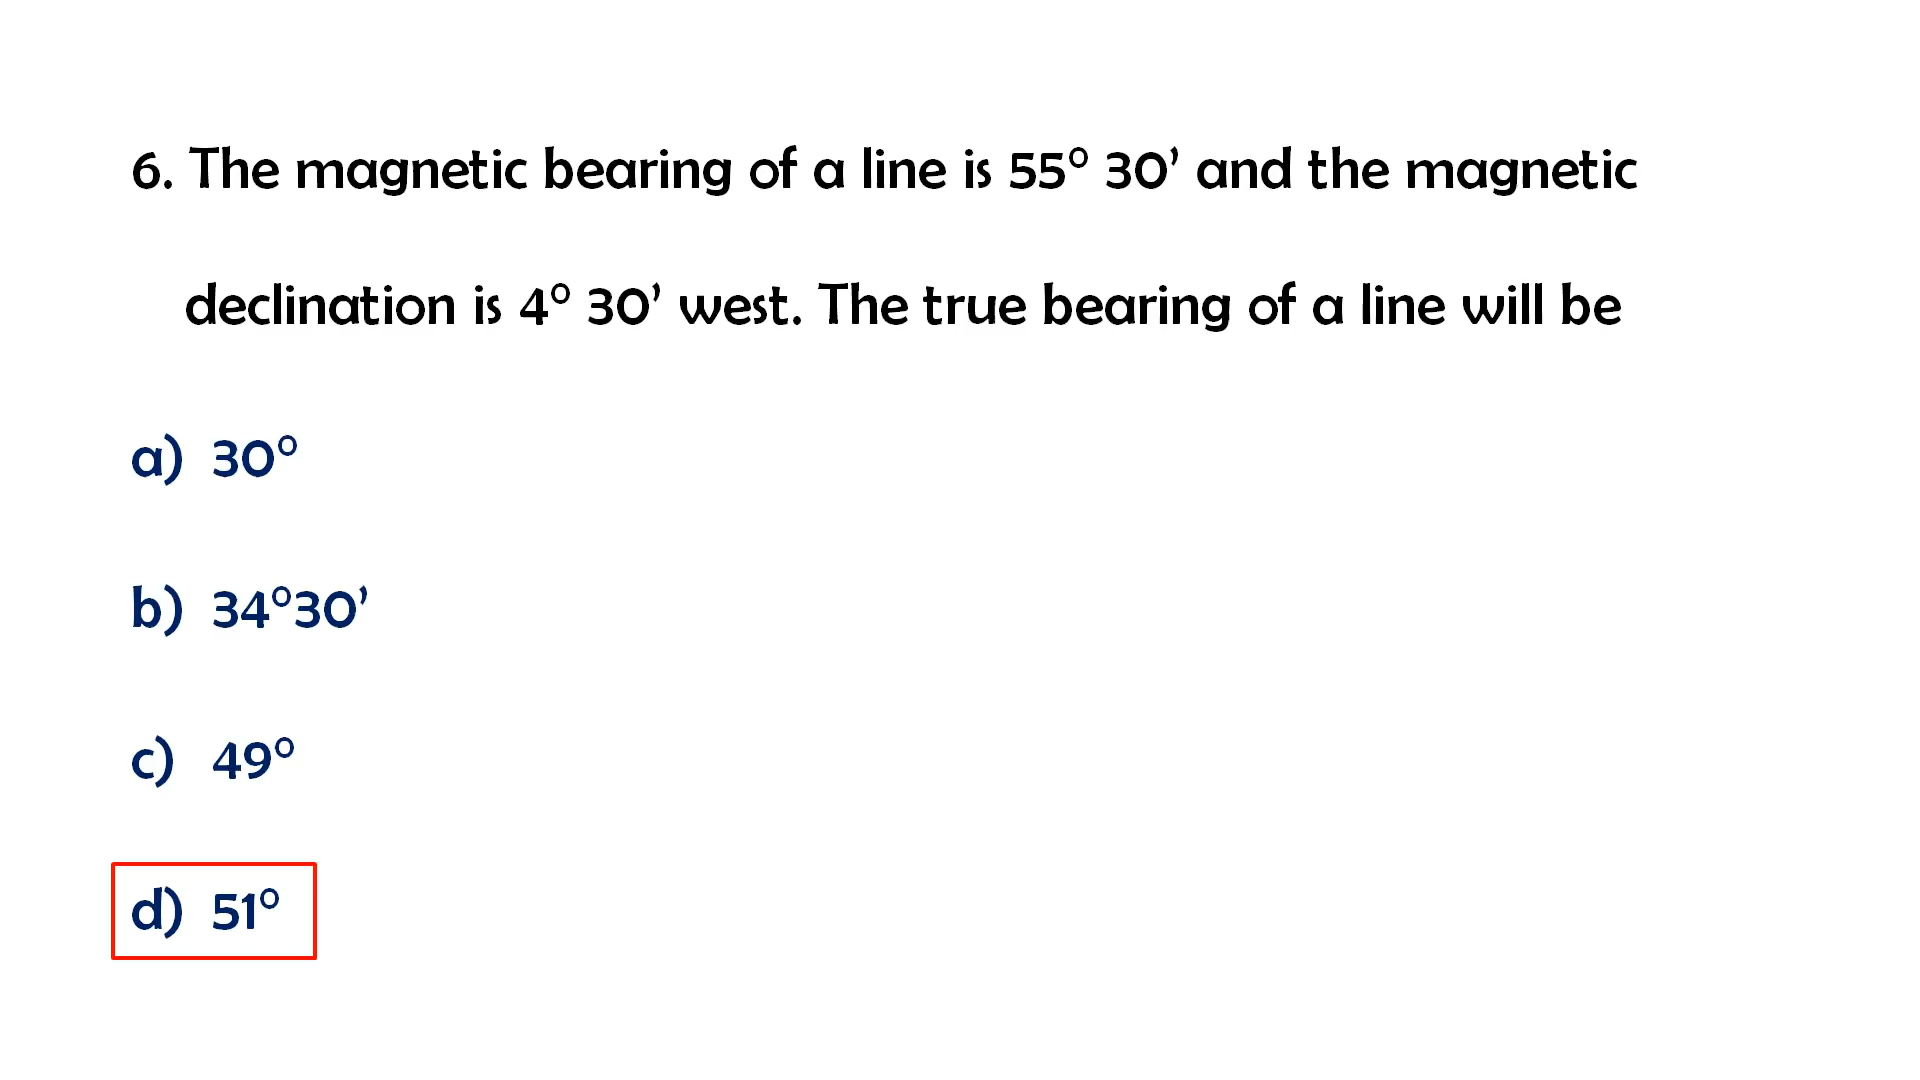 6. The magnetic bearing of a line is 55° 30’ and the magnetic
declination is 4° 30’ west. The true bearing of a line will be
a) 30°
b) 34°30’
c) 49°
d) 51°